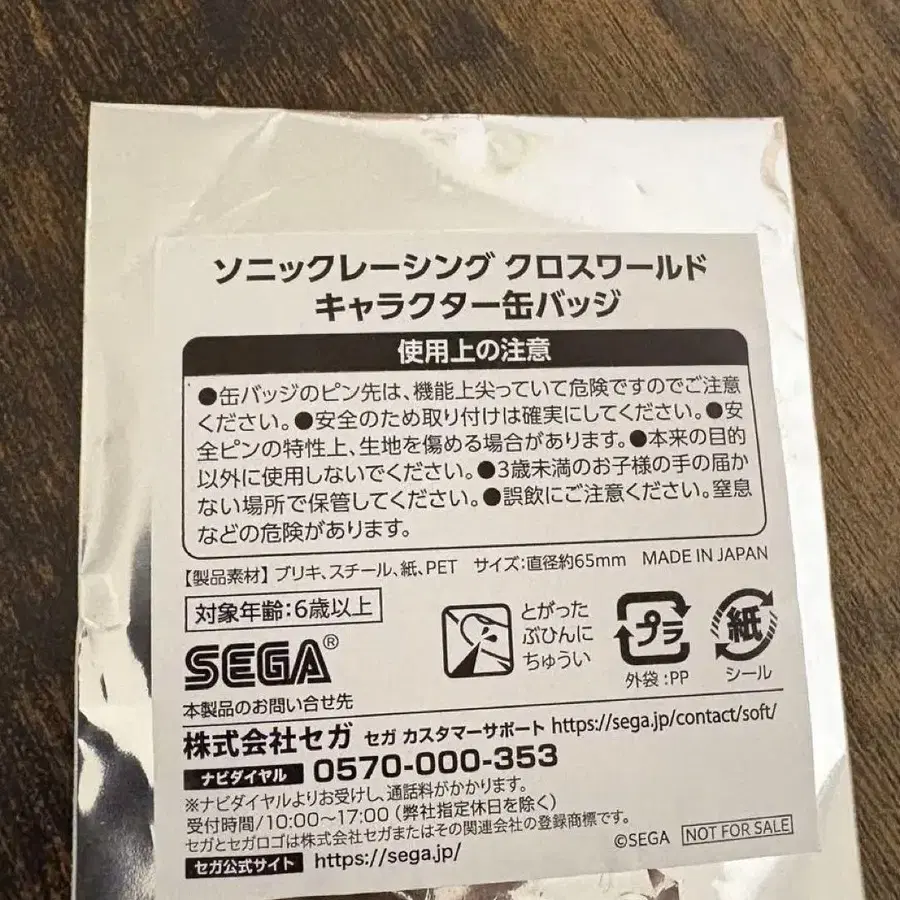 ソニックレーシング クロスワールド
キャラクター缶バッジ
使用上の注意
●缶バッジのピン先は、機能上尖っていて危険ですのでご注意
ください。●安全のため取り付けは確実にしてください。●安
全ピンの特性上、生地を傷める場合があります。●本来の目的
以外に使用しないでください。●3歳未満のお子様の手の届か
ない場所で保管してください。●誤飲にご注意ください。窒息
などの危険があります。
【製品素材】ブリキ、スチール、紙、PET サイズ:直径約65mm MADE IN JAPAN
対象年齢:6歳以上
とがった
ぶひんに
ちゅうい
プラ
外袋:PP
紙
シール
SEGA®
本製品のお問い合せ先
株式会社セガ セガ カスタマーサポート https://sega.jp/contact/soft/
ナビダイヤル 0570-000-353
※ナビダイヤルよりお受けし、通話料がかかります。
受付時間/10:00~17:00(弊社指定休日を除く)
セガとセガロゴは株式会社セガまたはその関連会社の登録商標です。
セガ公式サイト https://sega.jp/
©SEGA NOT FOR SALE